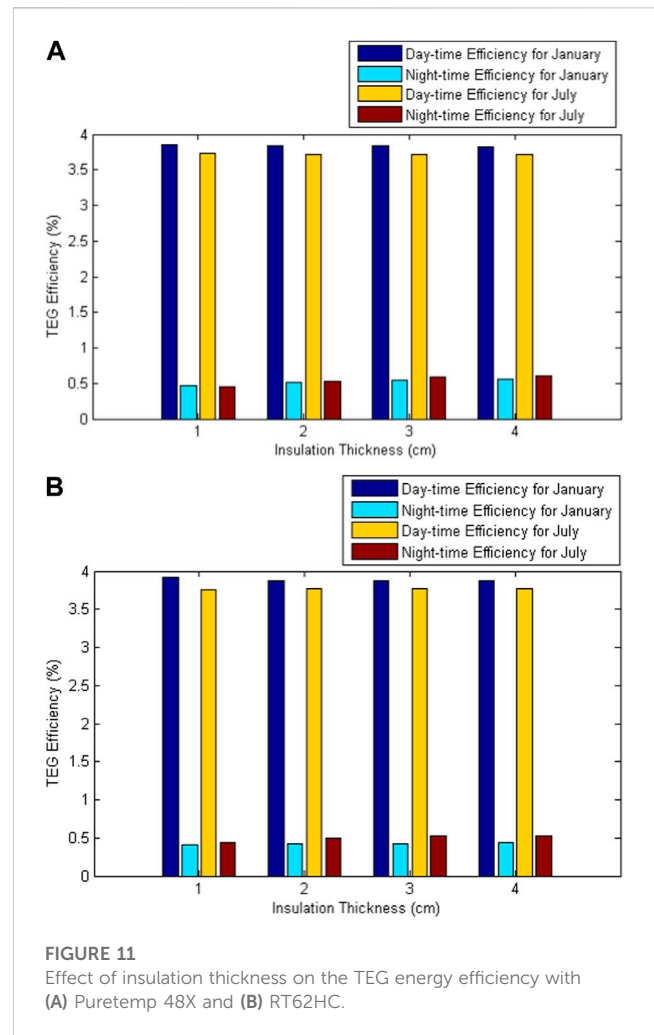 A
Day-time Efficiency for January
Night-time Efficiency for January
Day-time Efficiency for July
Night-time Efficiency for July
4
3.5
3
2.5
2
1.5
1
0.5
0
TEG Efficiency (%)
1 2 3 4
Insulation Thickness (cm)
B
Day-time Efficiency for January
Night-time Efficiency for January
Day-time Efficiency for July
Night-time Efficiency for July
4
3.5
3
2.5
2
1.5
1
0.5
0
TEG Efficiency (%)
1 2 3 4
Insulation Thickness (cm)
FIGURE 11
Effect of insulation thickness on the TEG energy efficiency with
(A) Puretemp 48X and (B) RT62HC.